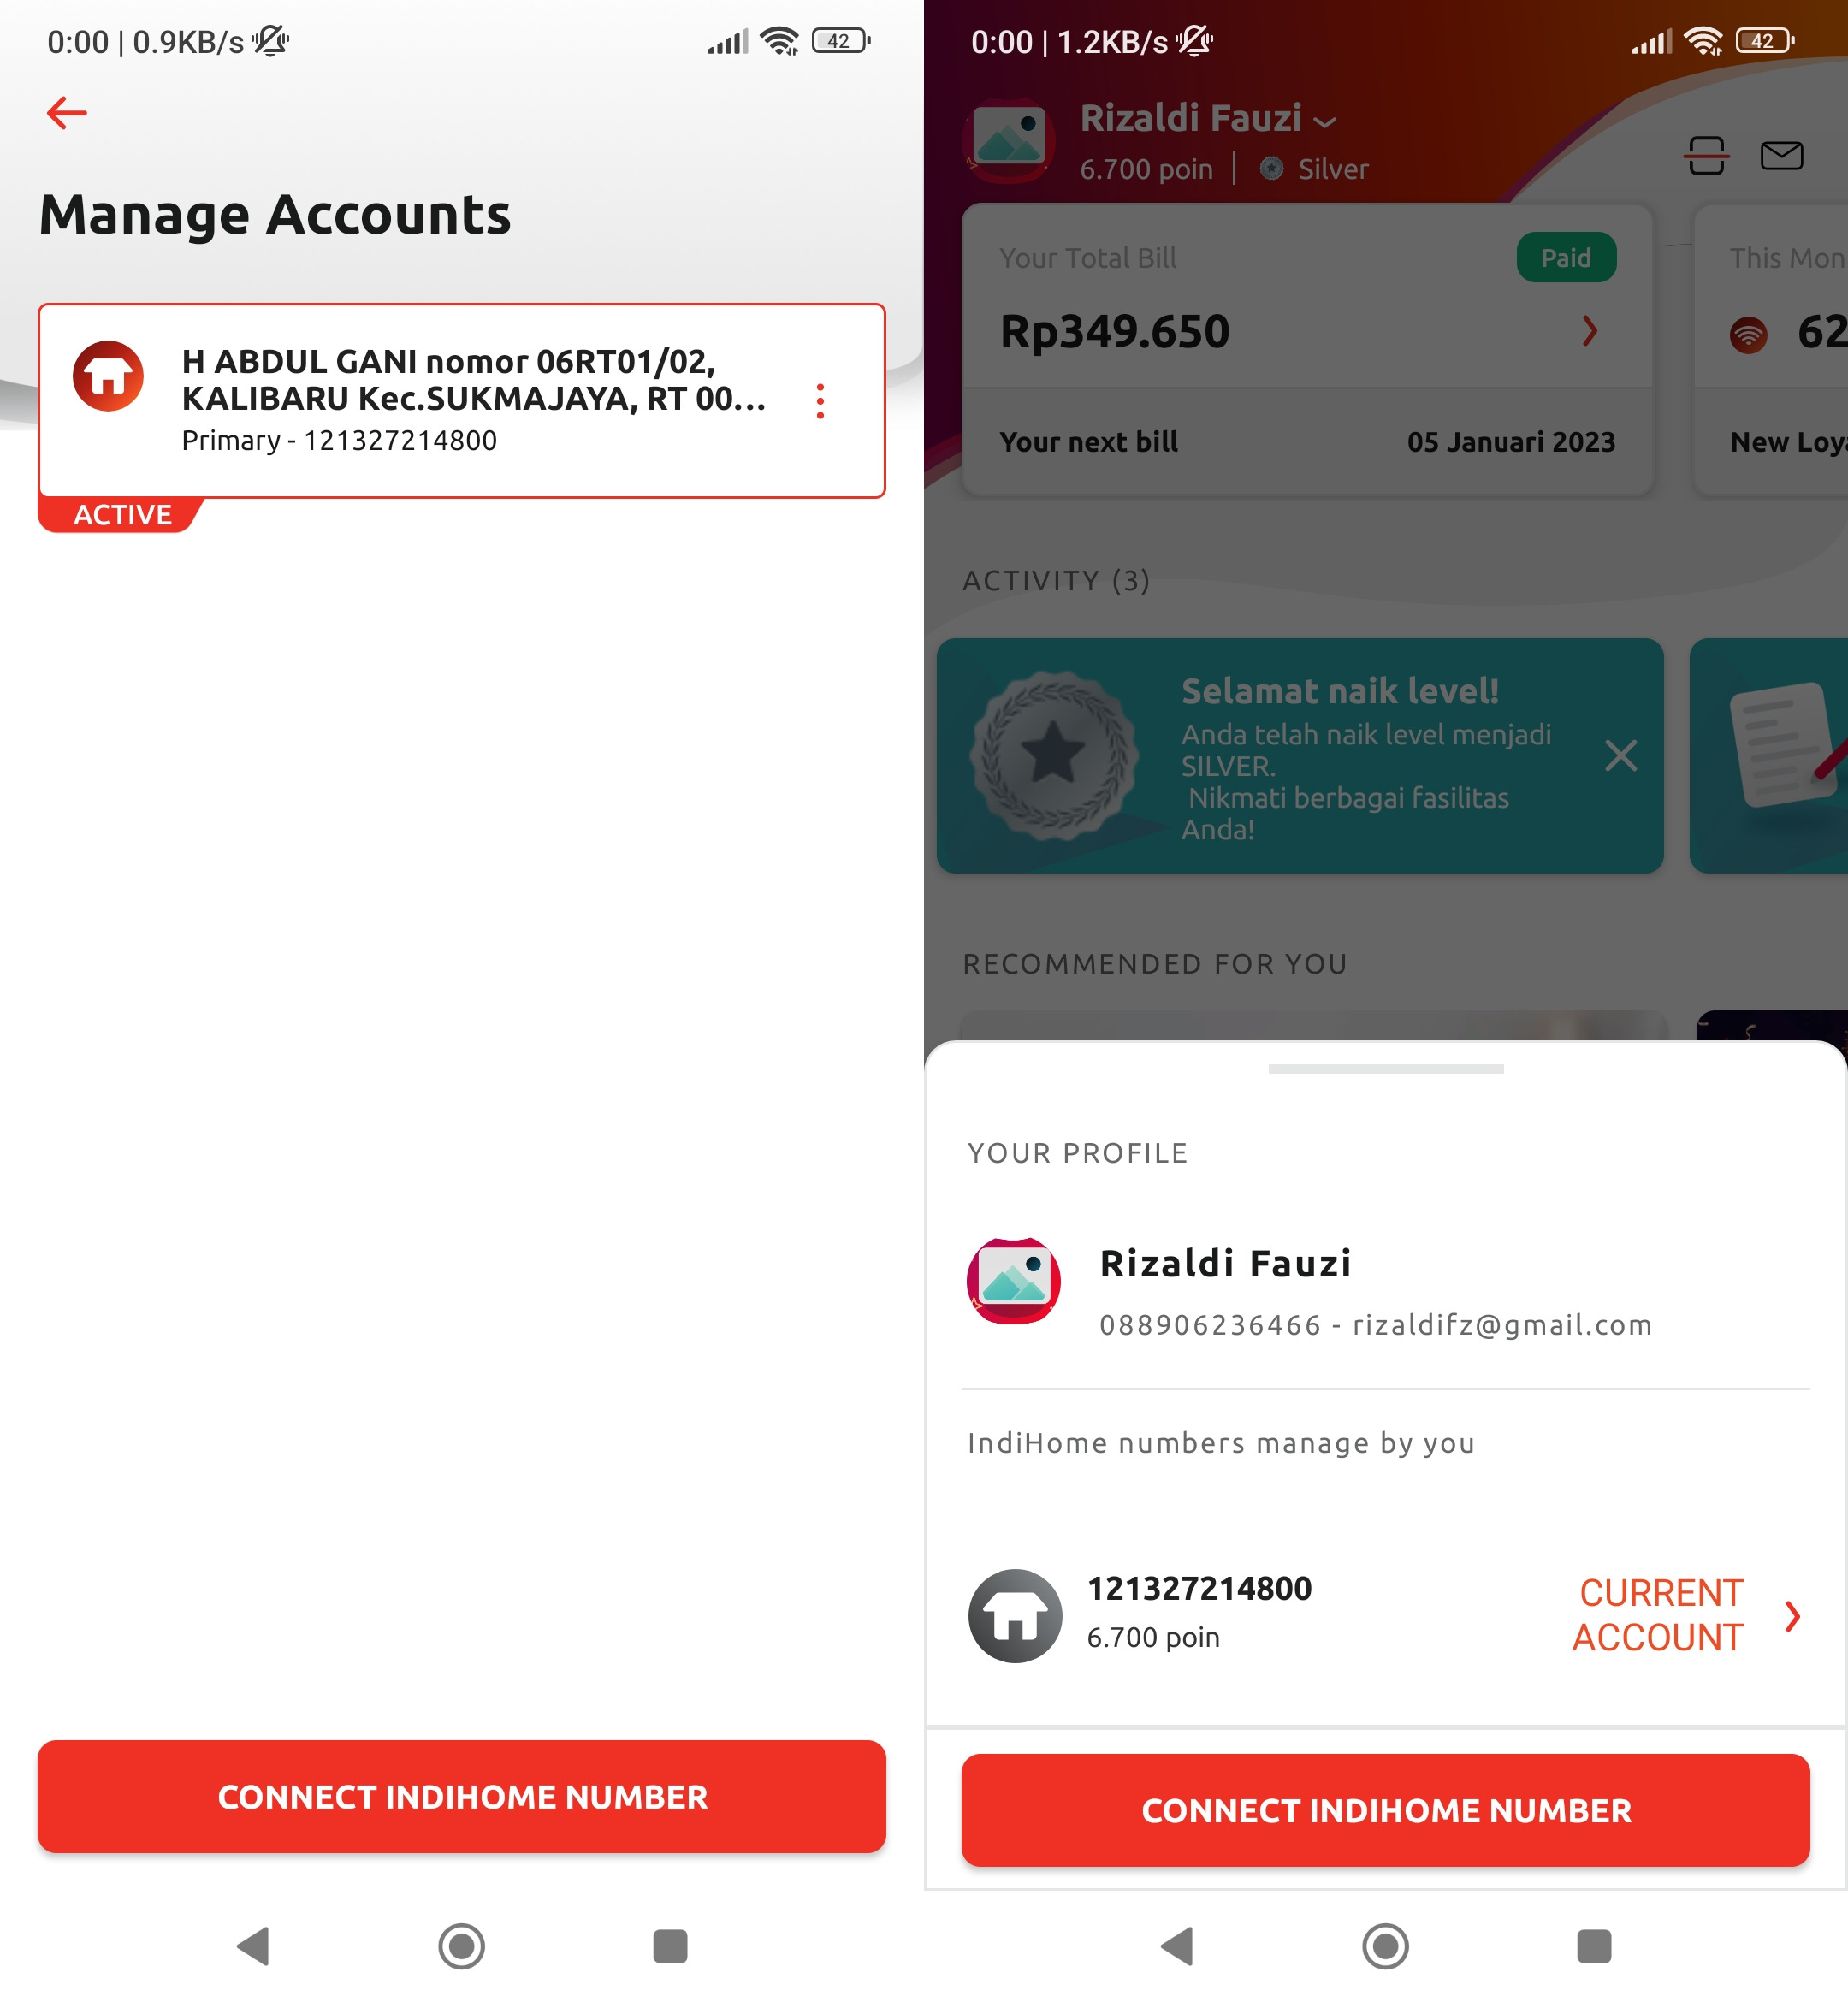 0:00 | 0.9KB/s
42
Manage Accounts
H ABDUL GANI nomor 06RT01/02,
KALIBARU Kec.SUKMAJAYA, RT 00...
Primary - 121327214800
ACTIVE
CONNECT INDIHOME NUMBER
0:00 | 1.2KB/s
42
Rizaldi Fauzi
6.700 poin | Silver
Your Total Bill
Paid
Rp349.650
Your next bill
05 Januari 2023
This Mon
62
New Loya
ACTIVITY (3)
Selamat naik level!
Anda telah naik level menjadi
SILVER.
Nikmati berbagai fasilitas
Anda!
RECOMMENDED FOR YOU
YOUR PROFILE
Rizaldi Fauzi
088906236466 - rizaldifz@gmail.com
IndiHome numbers manage by you
121327214800
6.700 poin
CURRENT
ACCOUNT
CONNECT INDIHOME NUMBER